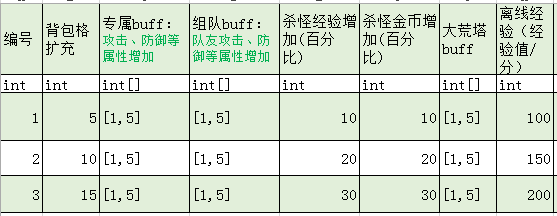 编号 背包格扩充 专属buff：攻击、防御等属性增加 组队buff：队友攻击、防御等属性增加 杀怪经验增加(百分比) 杀怪金币增加(百分比) 大荒塔buff 离线经验（经验值/分）
int int int[] int[] int int int[] int
1 5 [1,5] [1,5] 10 10 [1,5] 100
2 10 [1,5] [1,5] 20 20 [1,5] 150
3 15 [1,5] [1,5] 30 30 [1,5] 200